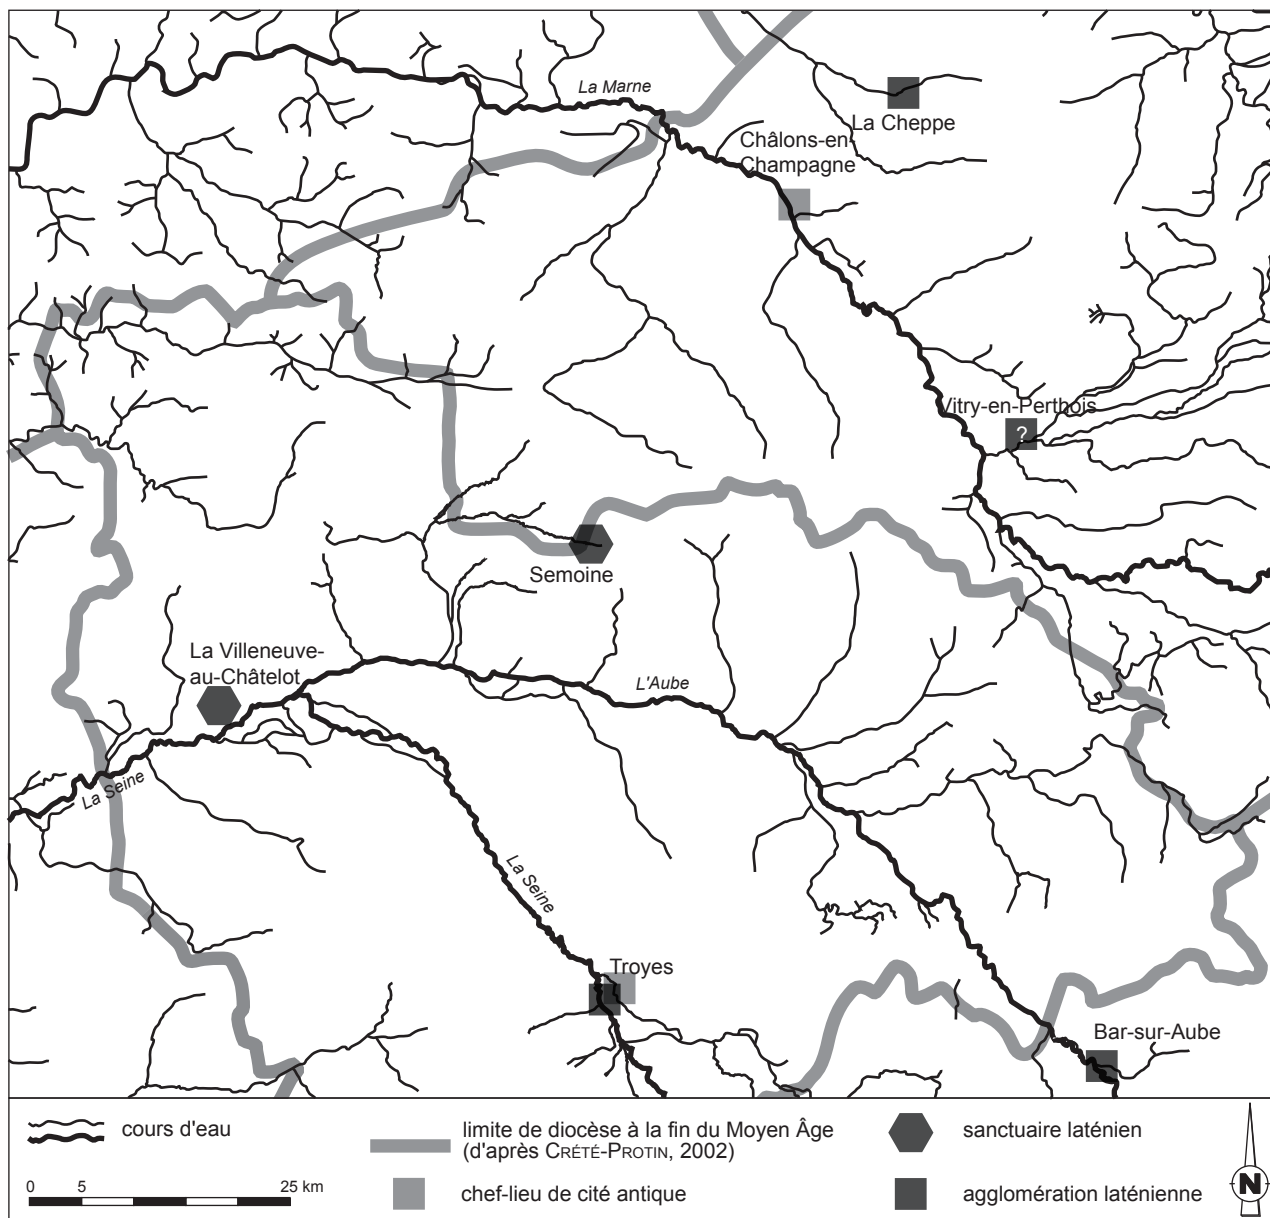 La Marne
La Cheppe
Châlons-en-
Champagne
Vitry-en-Perthois
?
Semoine
La Villeneuve-
au-Châtelot
L'Aube
La Seine
La Seine
Troyes
Bar-sur-Aube
cours d'eau
limite de diocèse à la fin du Moyen Âge
(d'après CRÉTÉ-PROTIN, 2002)
sanctuaire laténien
0 5 25 km
chef-lieu de cité antique
agglomération laténienne
N